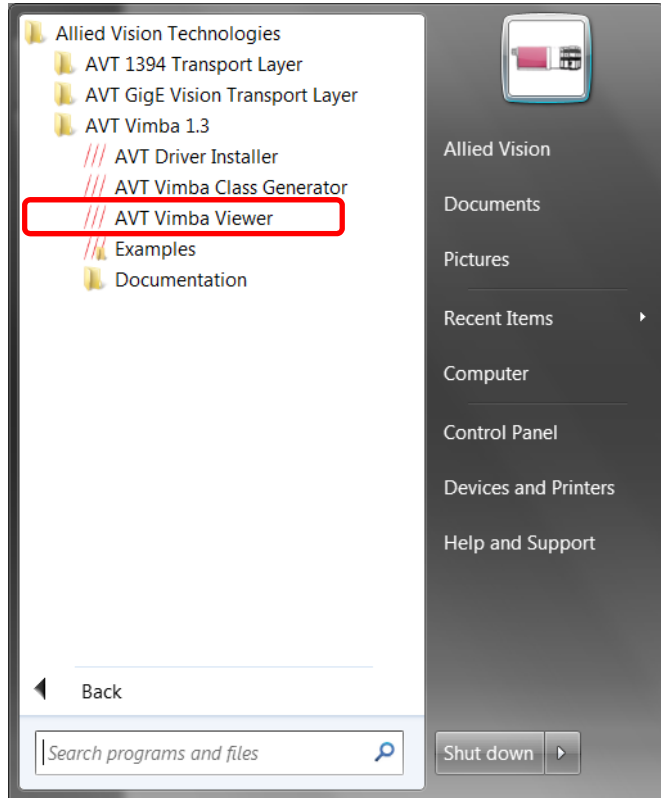 Allied Vision Technologies
AVT 1394 Transport Layer
AVT GigE Vision Transport Layer
AVT Vimba 1.3
AVT Driver Installer
AVT Vimba Class Generator
AVT Vimba Viewer
Examples
Documentation
Back
Search programs and files
Allied Vision
Documents
Pictures
Recent Items
Computer
Control Panel
Devices and Printers
Help and Support
Shut down